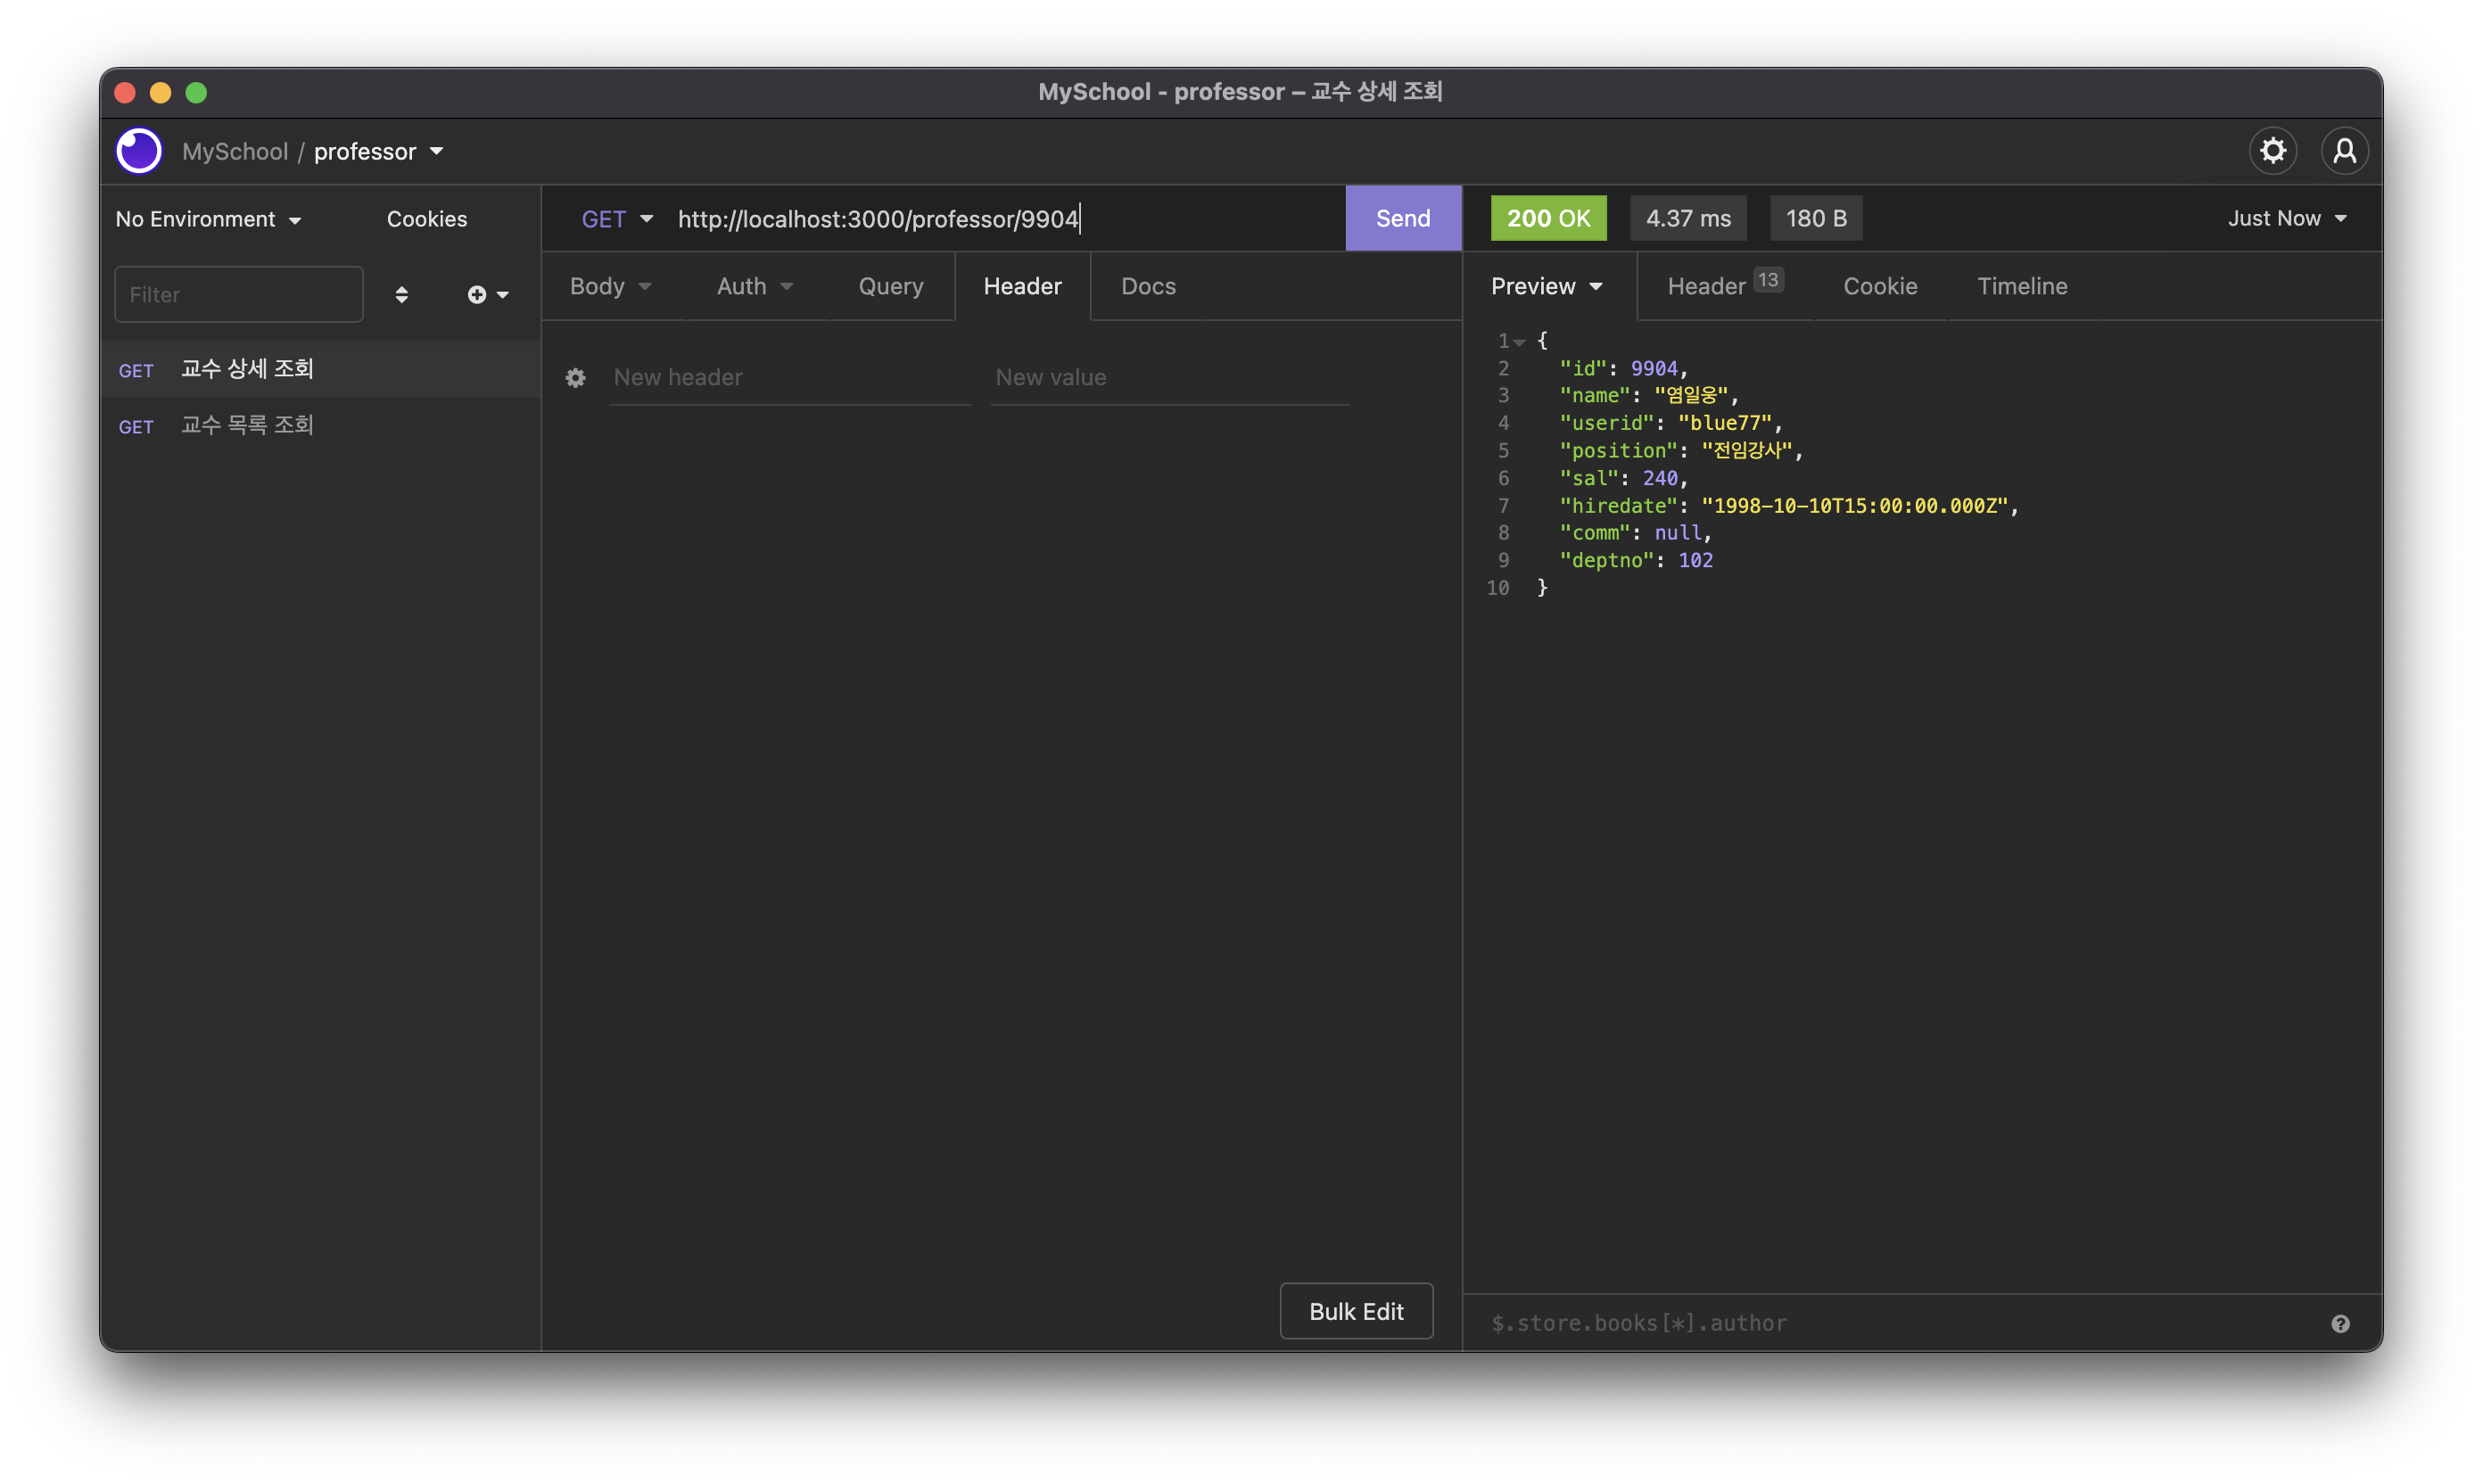 MySchool - professor – 교수 상세 조회
MySchool / professor
No Environment
Cookies
Filter
GET 교수 상세 조회
GET 교수 목록 조회
GET http://localhost:3000/professor/9904
Send
Body
Auth
Query
Header
Docs
New header
New value
Bulk Edit
200 OK
4.37 ms
180 B
Just Now
Preview
Header 13
Cookie
Timeline
1 {
2 "id": 9904,
3 "name": "염일웅",
4 "userid": "blue77",
5 "position": "전임강사",
6 "sal": 240,
7 "hiredate": "1998-10-10T15:00:00.000Z",
8 "comm": null,
9 "deptno": 102
10 }
$.store.books[*].author